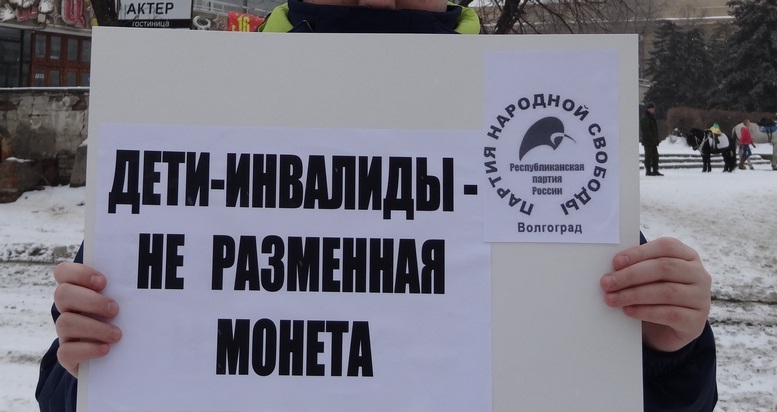 АКТЕР
гостиница
ДЕТИ-ИНВАЛИДЫ -
НЕ РАЗМЕННАЯ
МОНЕТА
ПАРТИЯ НАРОДНОЙ СВОБОДЫ
Республиканская
партия
России
Волгоград